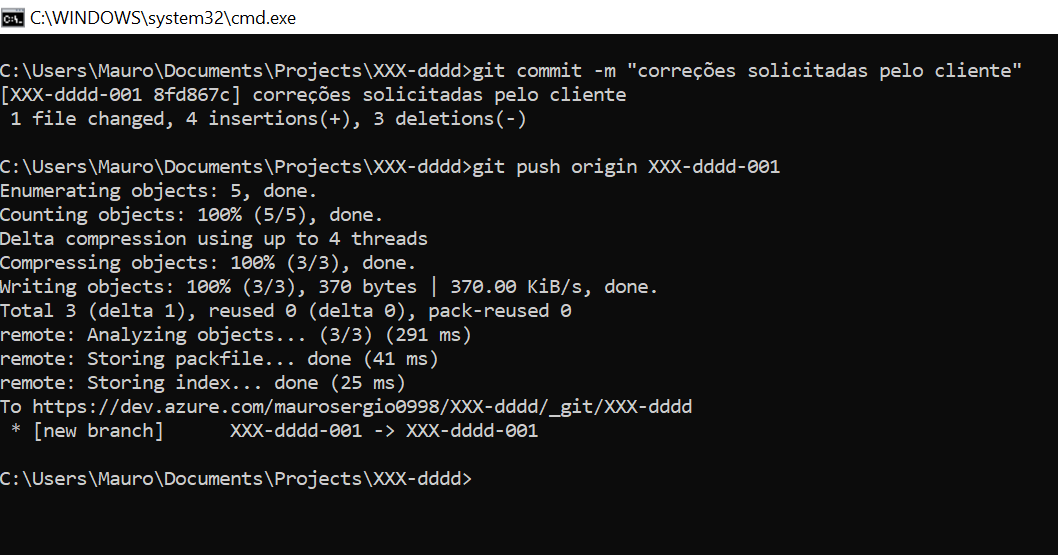 C:\WINDOWS\system32\cmd.exe
C:\Users\Mauro\Documents\Projects\XXX-dddd>git commit -m "correções solicitadas pelo cliente"
[XXX-dddd-001 8fd867c] correções solicitadas pelo cliente
 1 file changed, 4 insertions(+), 3 deletions(-)
C:\Users\Mauro\Documents\Projects\XXX-dddd>git push origin XXX-dddd-001
Enumerating objects: 5, done.
Counting objects: 100% (5/5), done.
Delta compression using up to 4 threads
Compressing objects: 100% (3/3), done.
Writing objects: 100% (3/3), 370 bytes | 370.00 KiB/s, done.
Total 3 (delta 1), reused 0 (delta 0), pack-reused 0
remote: Analyzing objects... (3/3) (291 ms)
remote: Storing packfile... done (41 ms)
remote: Storing index... done (25 ms)
To https://dev.azure.com/maurosergio0998/XXX-dddd/_git/XXX-dddd
 * [new branch]      XXX-dddd-001 -> XXX-dddd-001
C:\Users\Mauro\Documents\Projects\XXX-dddd>